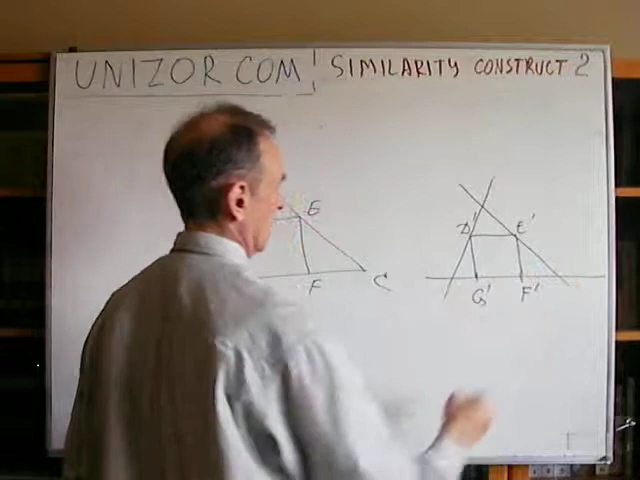 UNIZOR COM SIMILARITY CONSTRUCT 2
E
D' E'
F C
G' F'